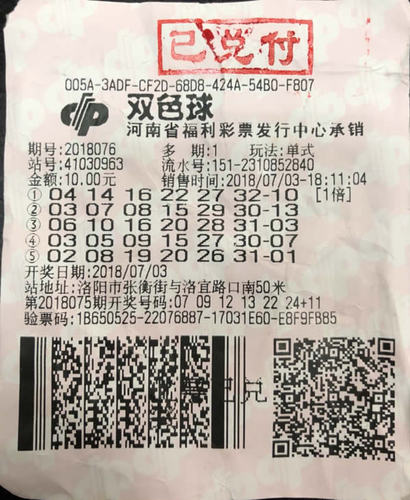 已兑付
005A-3ADF-CF2D-68D8-424A-54B0-F807
双色球
河南省福利彩票发行中心承销
期号:2018076 多 期:1 玩法:单式
站号:41030963 流水号:151-2310852840
金额:10.00元 销售时间:2018/07/03-18:11:04
① 04 14 16 22 27 32-10 [1倍]
② 03 07 08 15 29 30-13
③ 06 10 16 20 28 31-03
④ 03 05 09 15 27 30-07
⑤ 02 08 19 20 26 31-01
开奖日期:2018/07/03
站地址:洛阳市张衡街与洛宜路口南50米
第2018075期开奖号码:07 09 12 13 22 24+11
验票码:1B650525-22076887-17031E60-E8F9FB85
票已兑